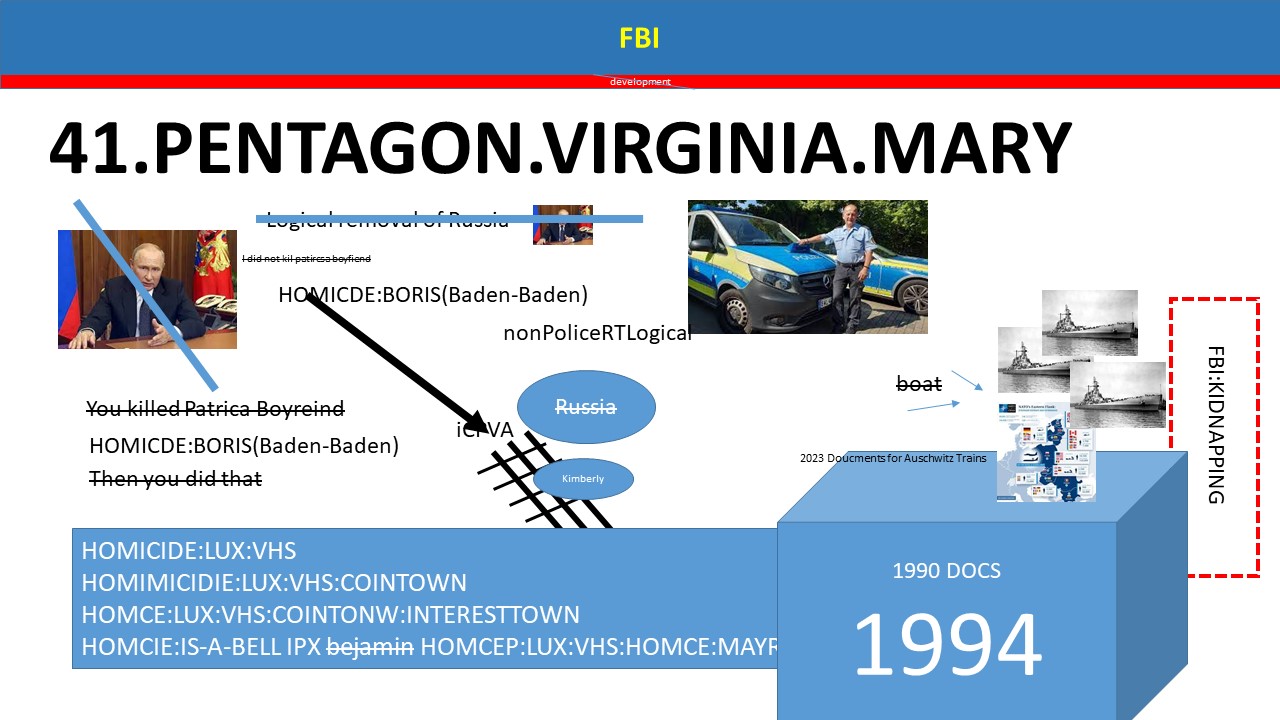 FBI
development
41.PENTAGON.VIRGINIA.MARY
Logical removal of Russia
I did not kil patircsa boyfiend
HOMICDE:BORIS(Baden-Baden)
nonPoliceRTLogical
You killed Patrica Boyreind
HOMICDE:BORIS(Baden-Baden)
Then you did that
Russia
Kimberly
boat
2023 Doucments for Auschwitz Trains
FBI:KIDNAPPING
HOMICIDE:LUX:VHS
HOMIMICIDIE:LUX:VHS:COINTOWN
HOMCE:LUX:VHS:COINTONW:INTERESTTOWN
HOMCIE:IS-A-BELL IPX bejamin HOMCEP:LUX:VHS:HOMCE:MAYR
1990 DOCS
1994